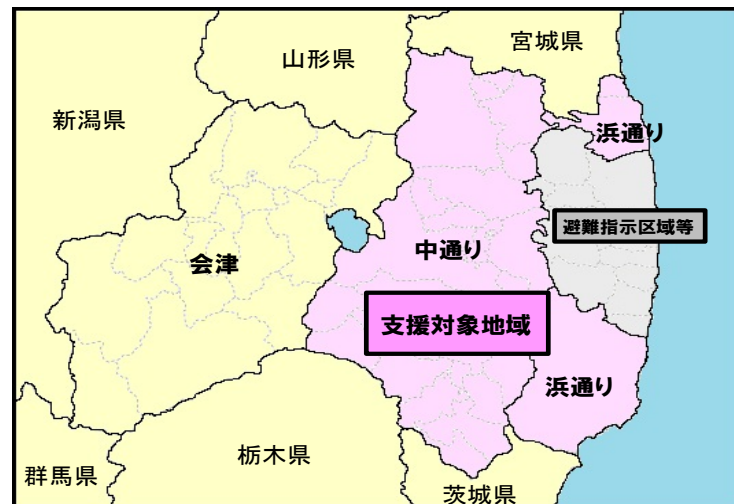 宮城県
山形県
新潟県
浜通り
避難指示区域等
中通り
会津
支援対象地域
浜通り
栃木県
群馬県
茨城県